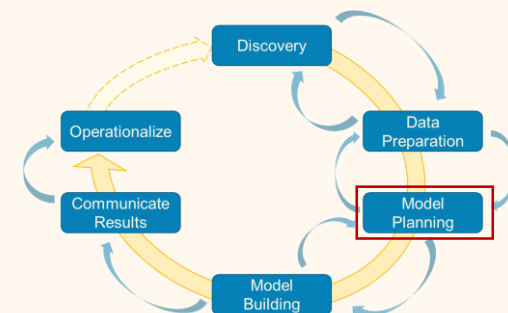 Discovery
Data
Preparation
Model
Planning
Model
Building
Communicate
Results
Operationalize